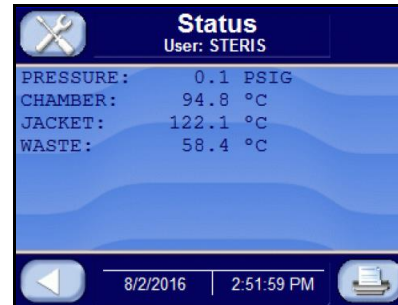 Status
User: STERIS
PRESSURE: 0.1 PSIG
CHAMBER: 94.8 °C
JACKET: 122.1 °C
WASTE: 58.4 °C
8/2/2016 2:51:59 PM